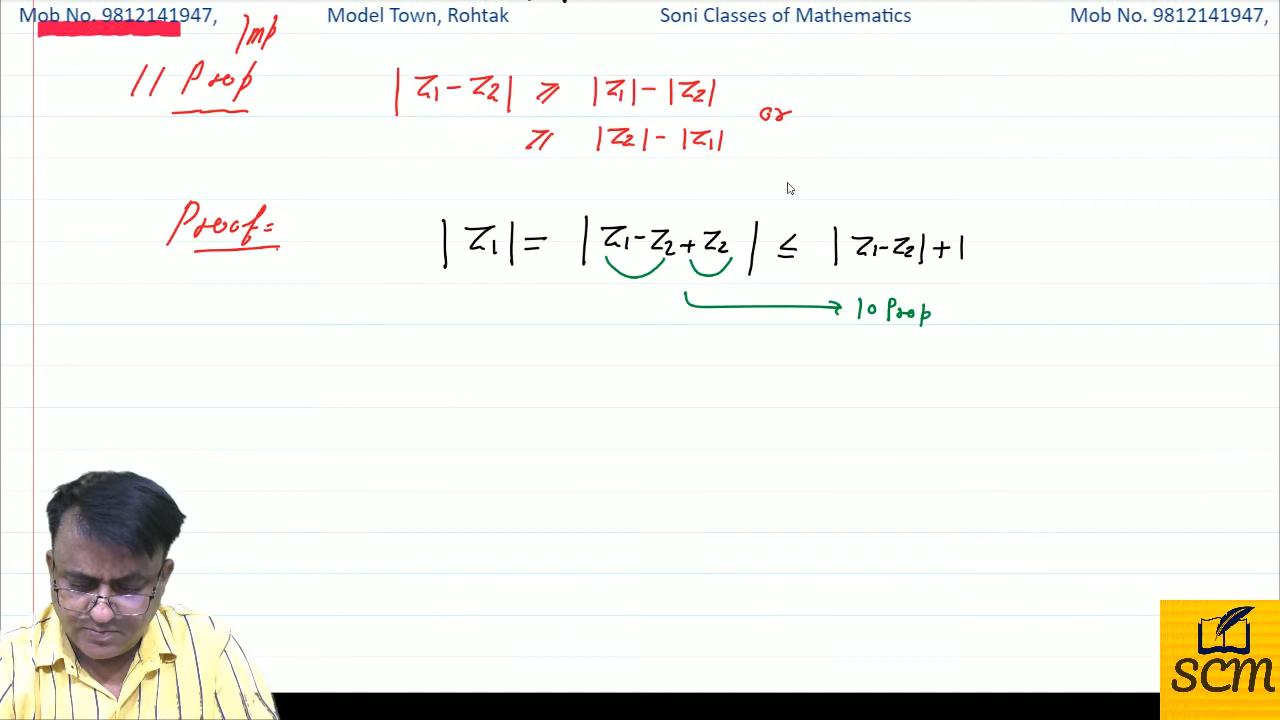 Mob No. 9812141947, Model Town, Rohtak Soni Classes of Mathematics Mob No. 9812141947,
Imp
11 Prop |Z1 - Z2| ≥ |Z1| - |Z2|
or
≥ |Z2| - |Z1|
Proof = |Z1| = |Z1 - Z2 + Z2| ≤ |Z1 - Z2| + |
10 Prop
SCM